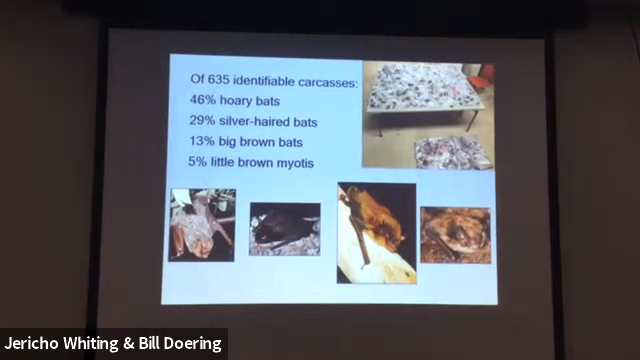 Of 635 identifiable carcasses:
46% hoary bats
29% silver-haired bats
13% big brown bats
5% little brown myotis
Jericho Whiting & Bill Doering